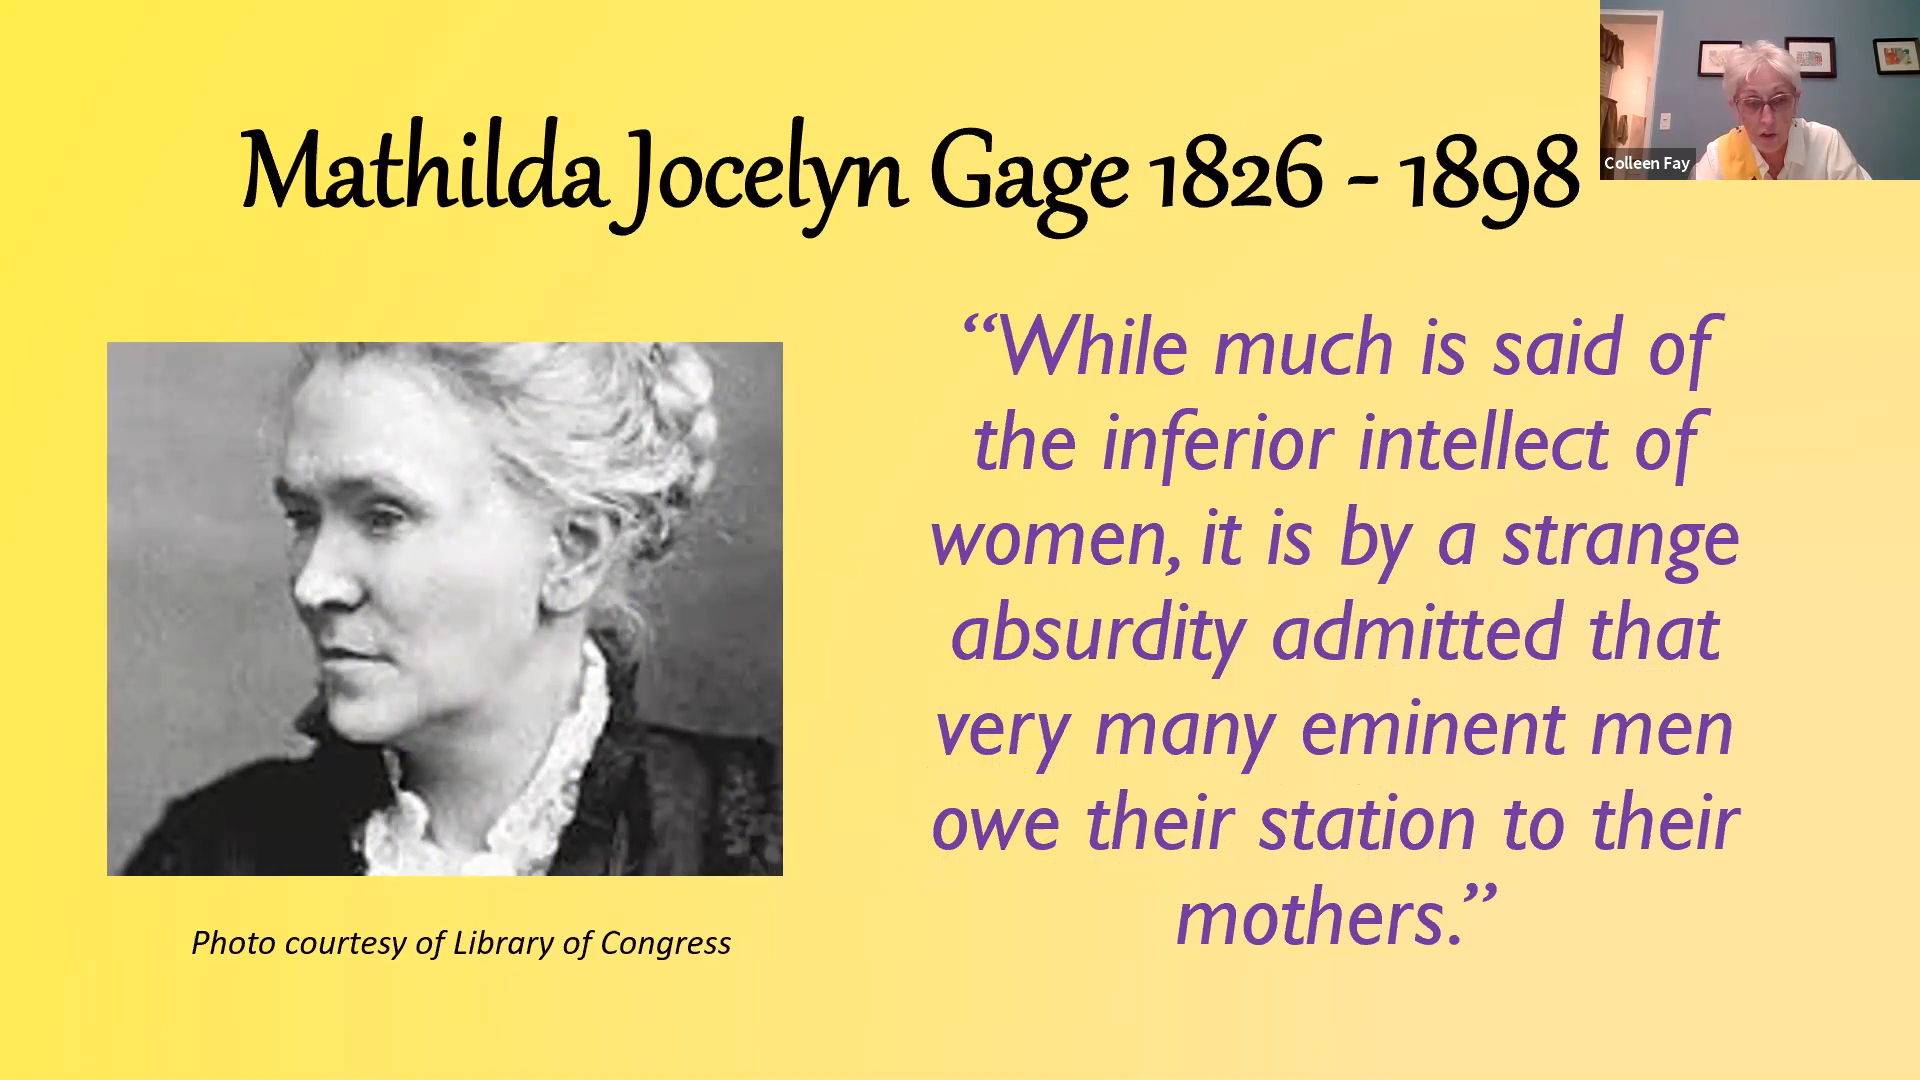 Mathilda Jocelyn Gage 1826 - 1898
Colleen Fay
“While much is said of
the inferior intellect of
women, it is by a strange
absurdity admitted that
very many eminent men
owe their station to their
mothers.”
Photo courtesy of Library of Congress